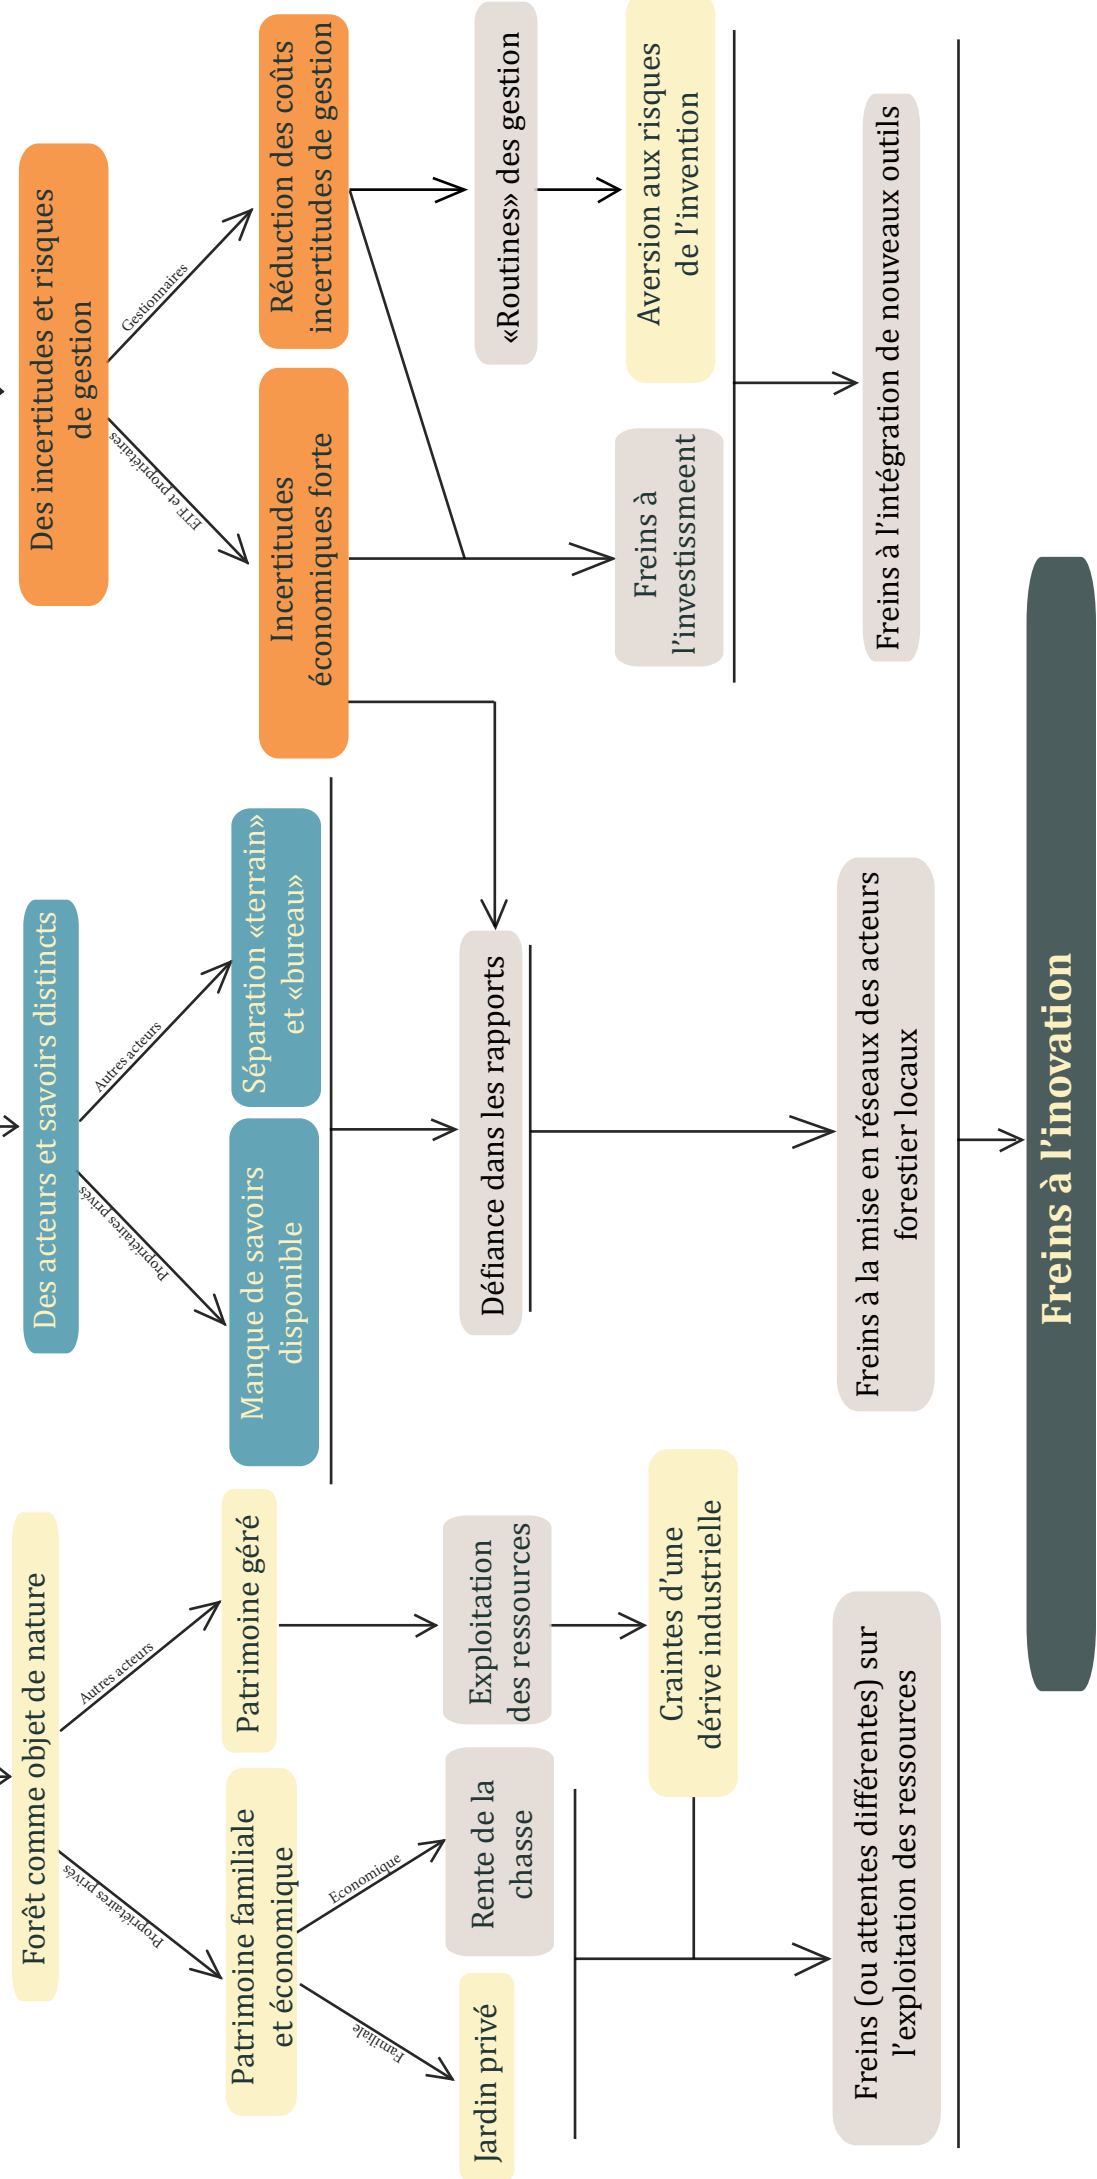 Forêt comme objet de nature
Propriétaires privés
Autres acteurs
Patrimoine familiale
et économique
Patrimoine géré
Familiale
Economique
Jardin privé
Rente de la
chasse
Exploitation
des ressources
Craintes d'une
dérive industrielle
Freins (ou attentes différentes) sur
l'exploitation des ressources
Des acteurs et savoirs distincts
Propriétaires privés
Autres acteurs
Manque de savoirs
disponible
Séparation «terrain»
et «bureau»
Défiance dans les rapports
Freins à la mise en réseaux des acteurs
forestier locaux
Des incertitudes et risques
de gestion
ETF et propriétaires
Gestionnaires
Incertitudes
économiques forte
Réduction des coûts
incertitudes de gestion
«Routines» des gestion
Freins à
l'investissmeent
Aversion aux risques
de l'invention
Freins à l'intégration de nouveaux outils
Freins à l'inovation